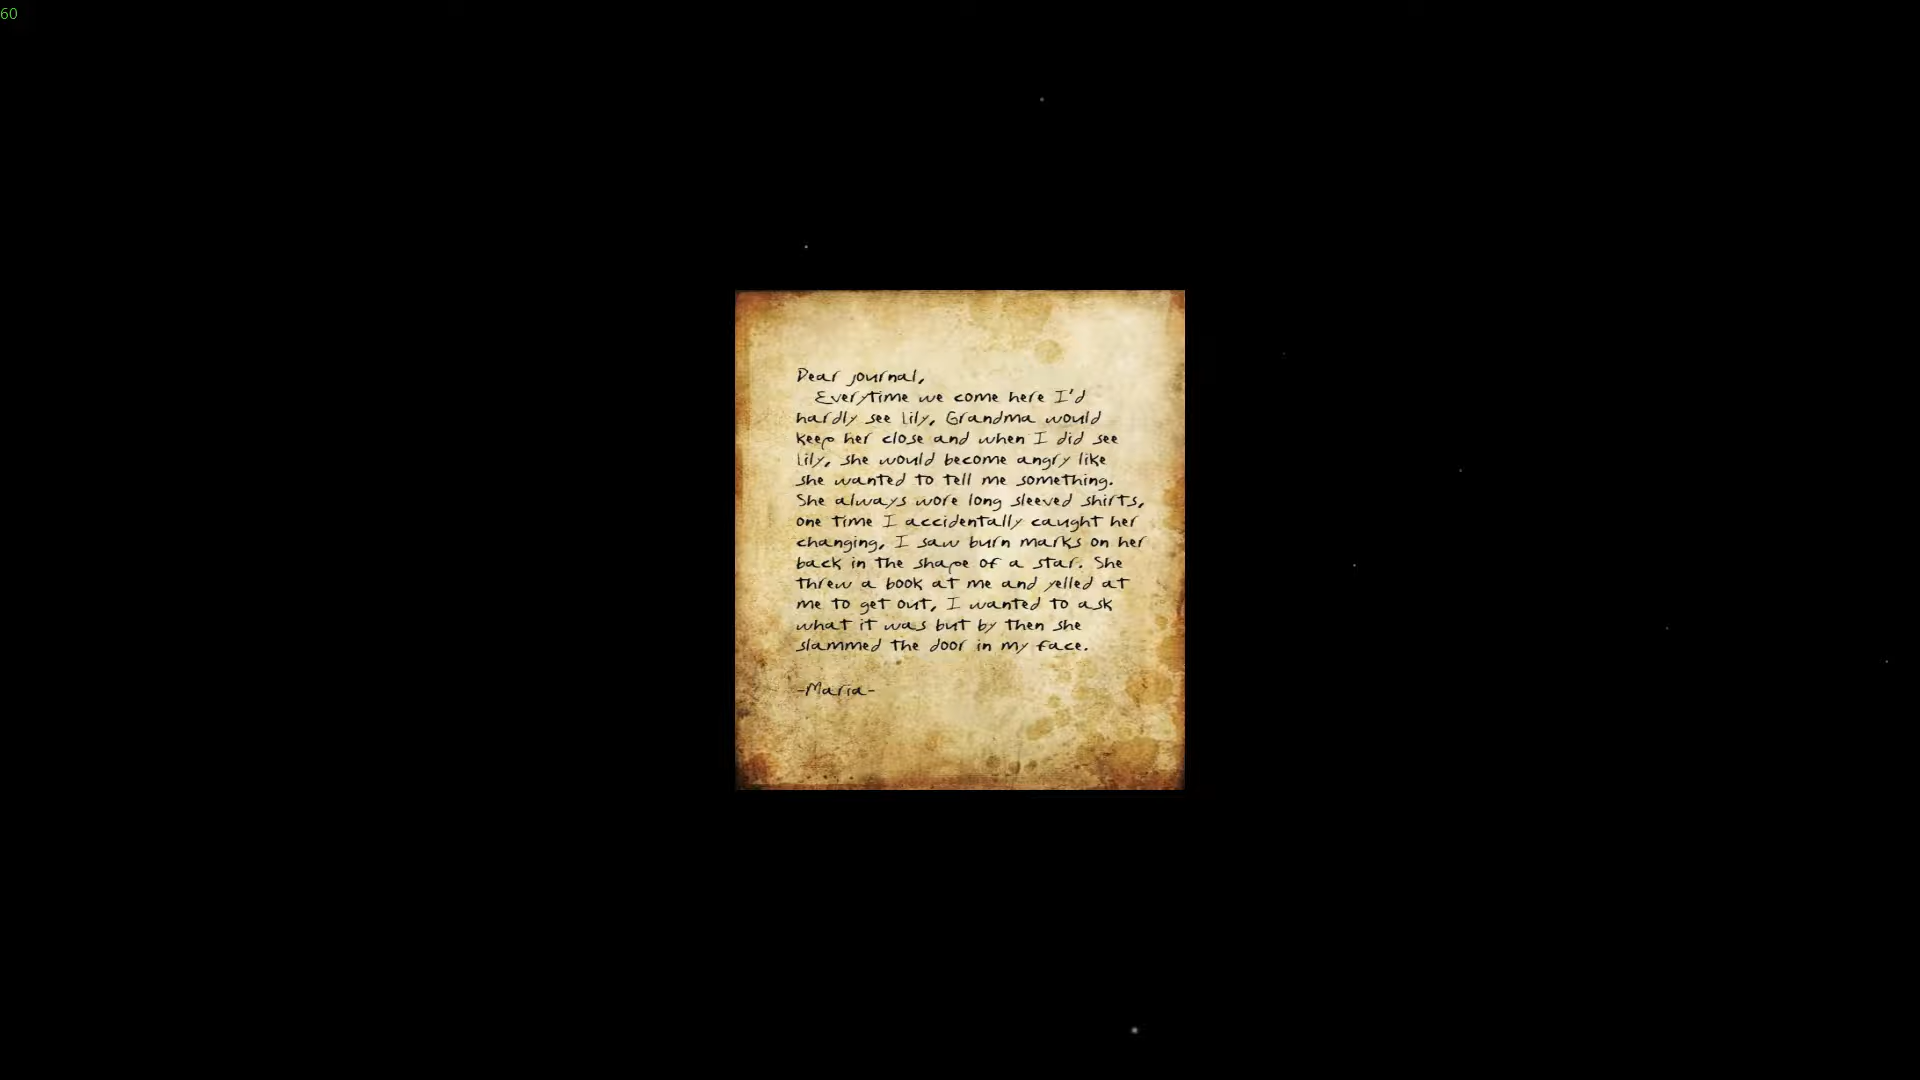 60
Dear journal,
Everytime we come here I'd
hardly see lily, Grandma would
keep her close and when I did see
lily, she would become angry like
she wanted to tell me something.
She always wore long sleeved shirts,
one time I accidentally caught her
changing, I saw burn marks on her
back in the shape of a star. She
threw a book at me and yelled at
me to get out, I wanted to ask
what it was but by then she
slammed the door in my face.
-Maria-